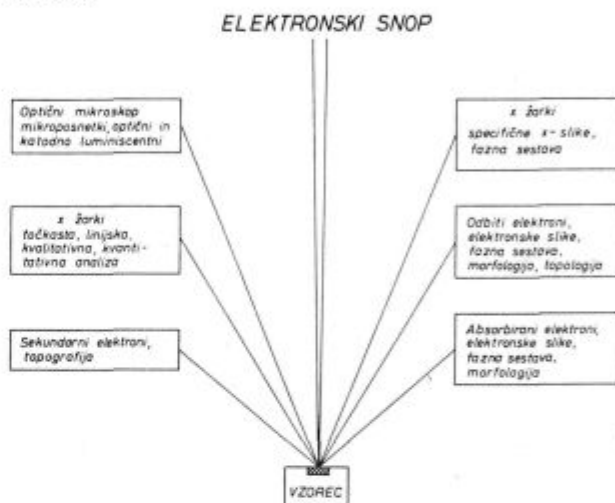 ELEKTRONSKI SNOP
Optični mikroskop
mikroposnetki, optični in
katodno luminiscentni
x žarki
točkasta, linijska,
kvalitativna, kvanti-
tativna analiza
Sekundarni elektroni,
topografija
x žarki
specifične x-slike,
fazna sestava
Odbiti elektroni,
elektronske slike,
fazna sestava,
morfologija, topologija
Absorbirani elektroni,
elektronske slike,
fazna sestava,
morfologija
VZOREC